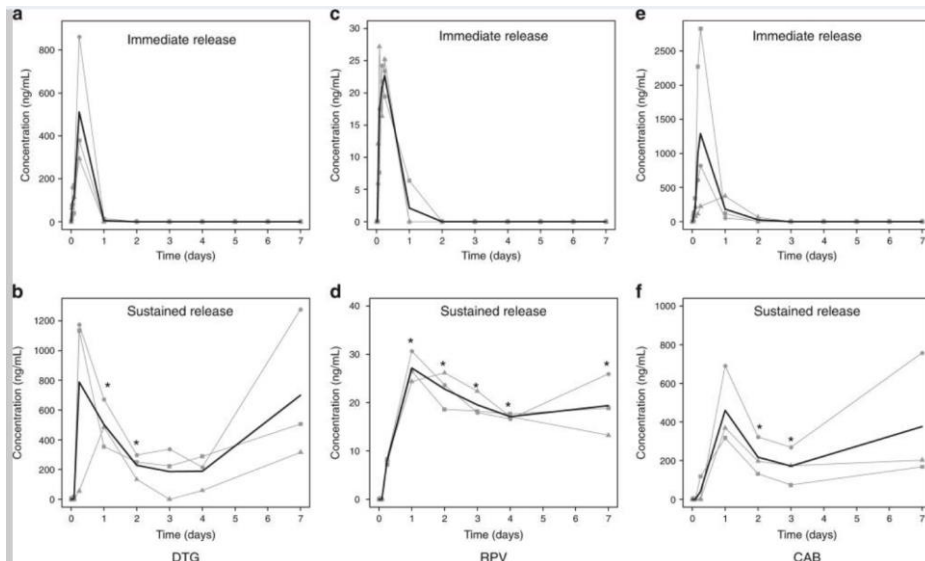 a
Immediate release
Concentration (ng/mL)
800
600
400
200
0
0 1 2 3 4 5 6 7
Time (days)
c
Immediate release
Concentration (ng/mL)
30
25
20
15
10
5
0
0 1 2 3 4 5 6 7
Time (days)
e
Immediate release
Concentration (ng/mL)
2500
2000
1500
1000
500
0
0 1 2 3 4 5 6 7
Time (days)
b
Sustained release
Concentration (ng/mL)
1200
1000
800
600
400
200
0
* *
0 1 2 3 4 5 6 7
Time (days)
DTG
d
Sustained release
Concentration (ng/mL)
40
30
20
10
0
* * * * *
0 1 2 3 4 5 6 7
Time (days)
RPV
f
Sustained release
Concentration (ng/mL)
1000
800
600
400
200
0
* *
0 1 2 3 4 5 6 7
Time (days)
CAB